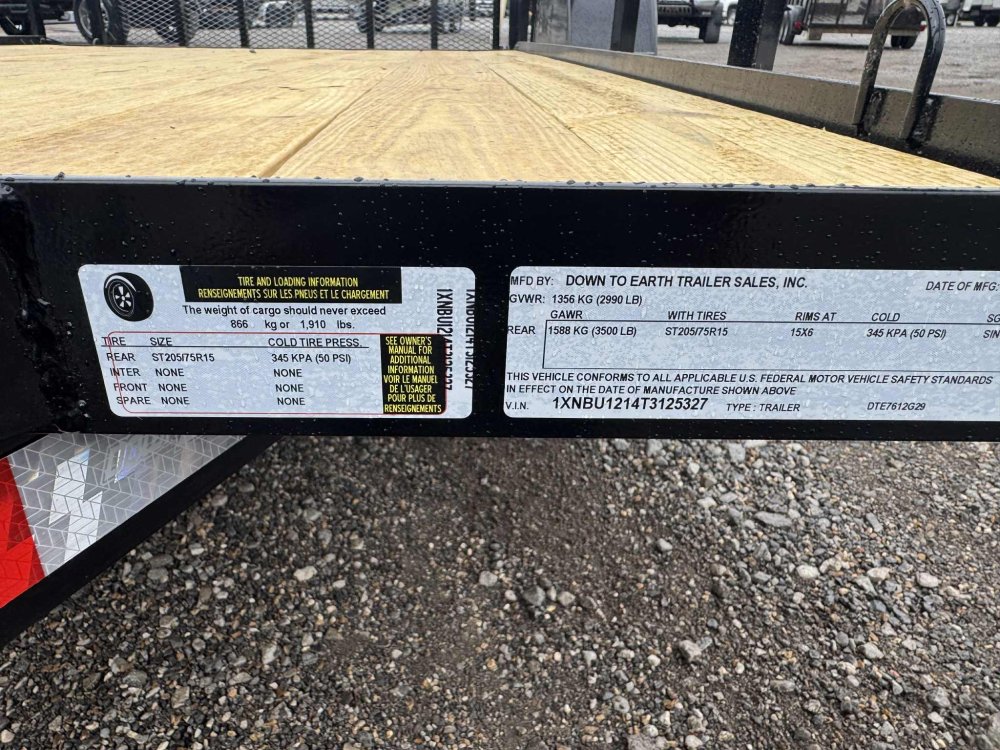 TIRE AND LOADING INFORMATION
RENSEIGNEMENTS SUR LES PNEUS ET LE CHARGEMENT
The weight of cargo should never exceed
866 kg or 1,910 lbs.
TIRE SIZE COLD TIRE PRESS.
REAR ST205/75R15 345 KPA (50 PSI)
INTER NONE NONE
FRONT NONE NONE
SPARE NONE NONE
SEE OWNER'S
MANUAL FOR
ADDITIONAL
INFORMATION
VOIR LE MANUEL
DE L'USAGER
POUR PLUS DE
RENSEIGNEMENTS
1XNBU1214T3125327
MFD BY: DOWN TO EARTH TRAILER SALES, INC. DATE OF MFG:
GVWR: 1356 KG (2990 LB)
GAWR WITH TIRES RIMS AT COLD SG
REAR 1588 KG (3500 LB) ST205/75R15 15X6 345 KPA (50 PSI) SIN
THIS VEHICLE CONFORMS TO ALL APPLICABLE U.S. FEDERAL MOTOR VEHICLE SAFETY STANDARDS
IN EFFECT ON THE DATE OF MANUFACTURE SHOWN ABOVE
V.I.N. 1XNBU1214T3125327 TYPE: TRAILER DTE7612G29